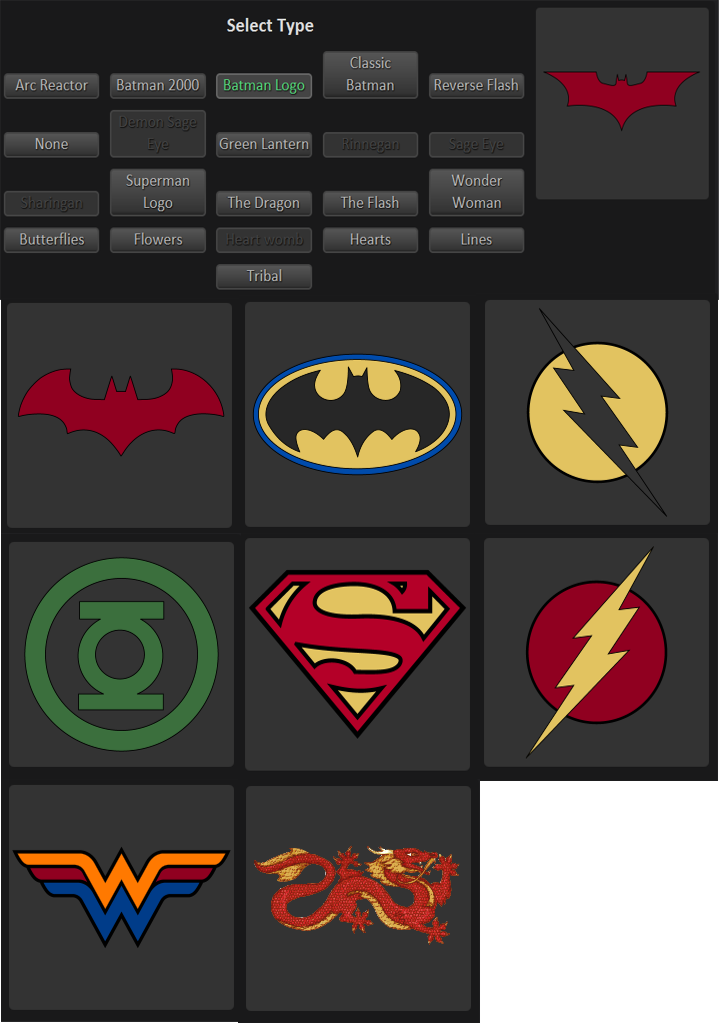 Select Type
Arc Reactor
Batman 2000
Batman Logo
Classic
Batman
Reverse Flash
None
Demon Sage
Eye
Green Lantern
Rinnegan
Sage Eye
Sharingan
Superman
Logo
The Dragon
The Flash
Wonder
Woman
Butterflies
Flowers
Heart womb
Hearts
Lines
Tribal